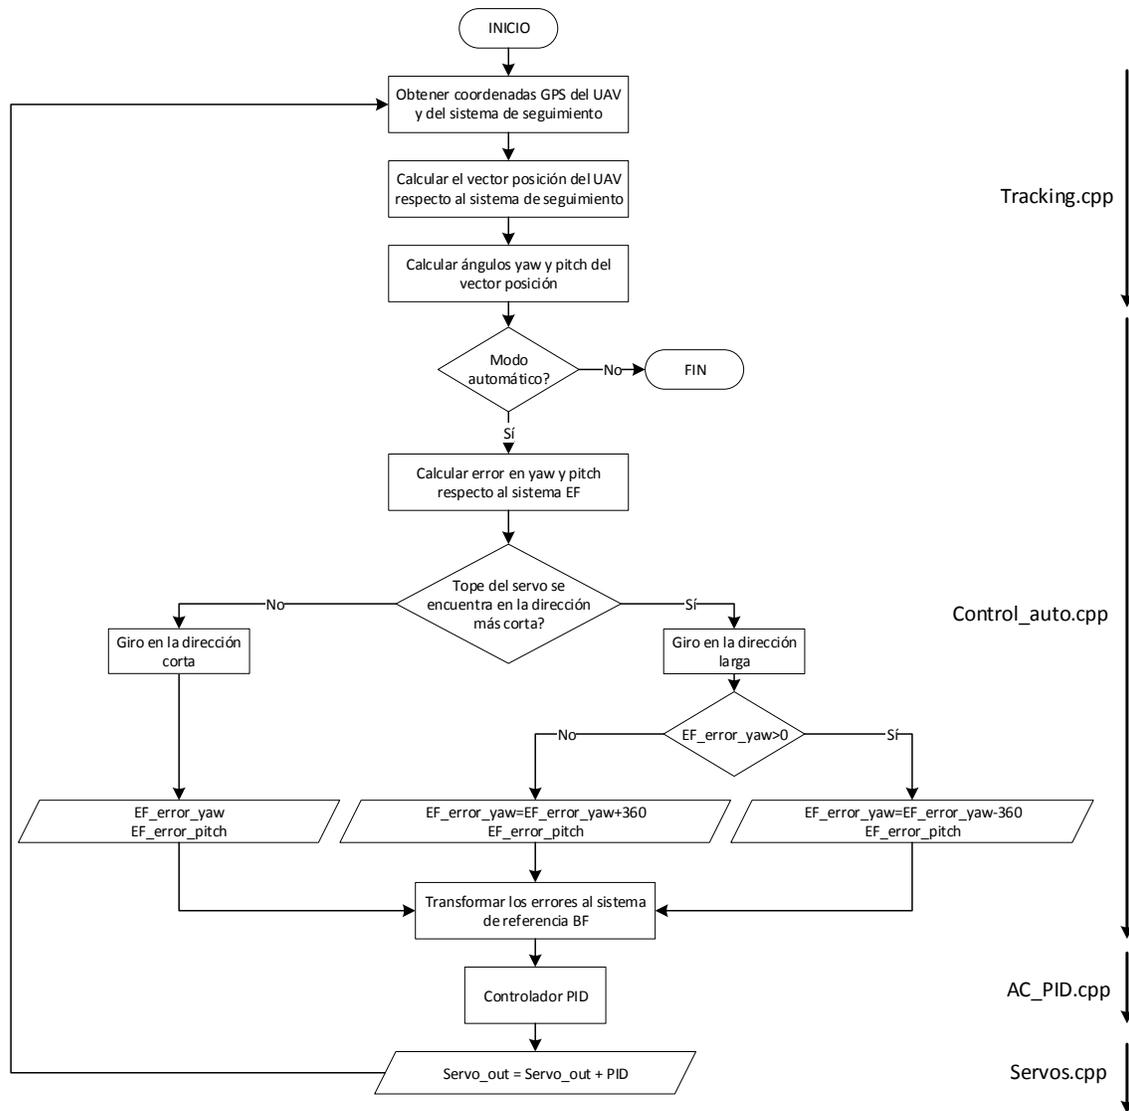 INICIO
Obtener coordenadas GPS del UAV
y del sistema de seguimiento
Calcular el vector posición del UAV
respecto al sistema de seguimiento
Tracking.cpp
Calcular ángulos yaw y pitch del
vector posición
Modo
automático?
No
FIN
Sí
Calcular error en yaw y pitch
respecto al sistema EF
Tope del servo se
encuentra en la dirección
más corta?
No
Sí
Control_auto.cpp
Giro en la dirección
corta
Giro en la dirección
larga
EF_error_yaw>0
No
Sí
EF_error_yaw
EF_error_pitch
EF_error_yaw=EF_error_yaw+360
EF_error_pitch
EF_error_yaw=EF_error_yaw-360
EF_error_pitch
Transformar los errores al sistema
de referencia BF
Controlador PID
AC_PID.cpp
Servo_out = Servo_out + PID
Servos.cpp